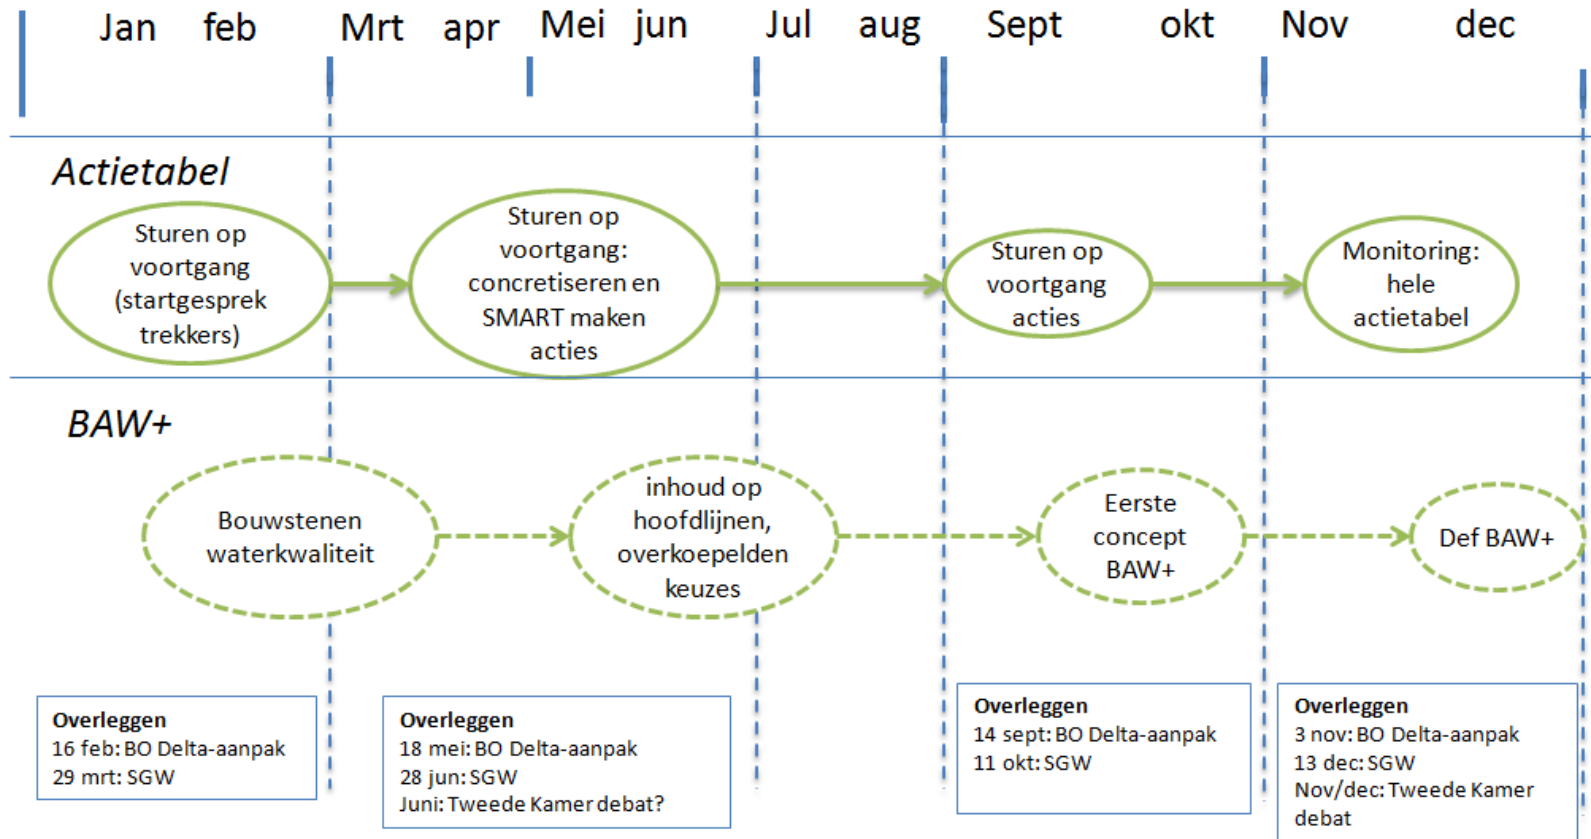 Jan feb Mrt apr Mei jun Jul aug Sept okt Nov dec
Actietabel
Sturen op
voortgang
(startgesprek
trekkers)
Sturen op
voortgang:
concretiseren en
SMART maken
acties
Sturen op
voortgang
acties
Monitoring:
hele
actietabel
BAW+
Bouwstenen
waterkwaliteit
inhoud op
hoofdlijnen,
overkoepelden
keuzes
Eerste
concept
BAW+
Def BAW+
Overleggen
16 feb: BO Delta-aanpak
29 mrt: SGW
Overleggen
18 mei: BO Delta-aanpak
28 jun: SGW
Juni: Tweede Kamer debat?
Overleggen
14 sept: BO Delta-aanpak
11 okt: SGW
Overleggen
3 nov: BO Delta-aanpak
13 dec: SGW
Nov/dec: Tweede Kamer
debat